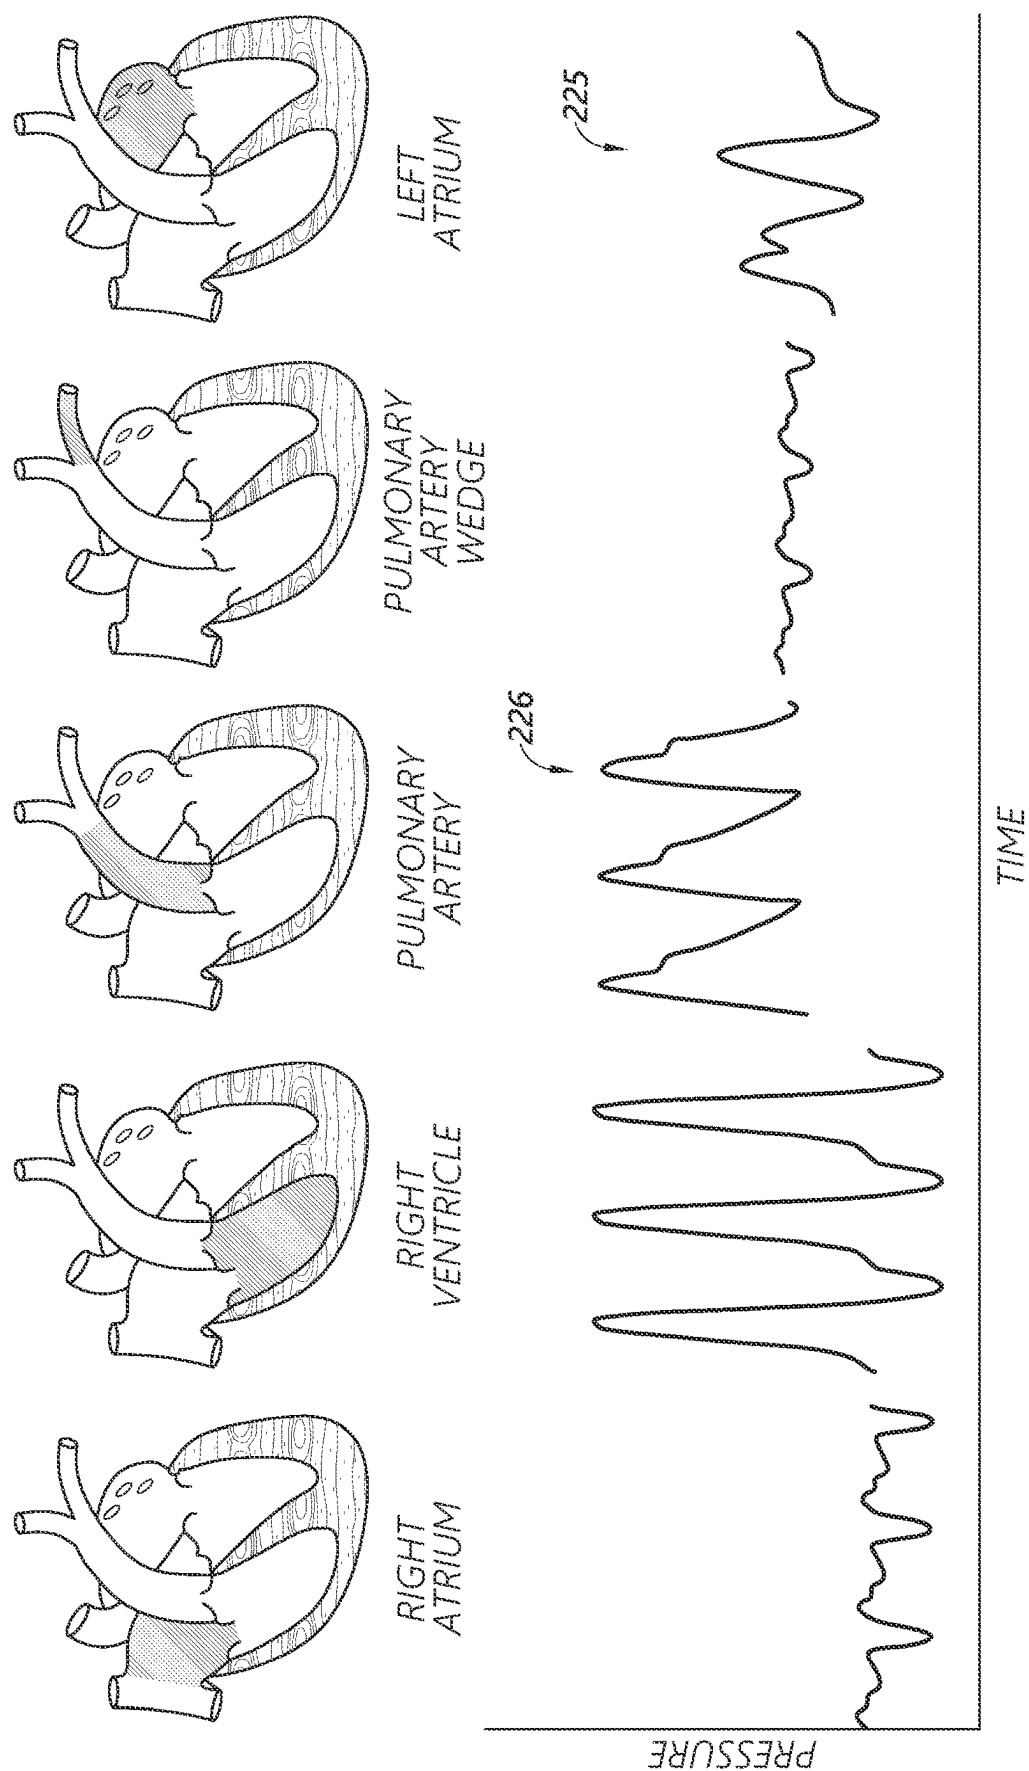 RIGHT
ATRIUM
RIGHT
VENTRICLE
PULMONARY
ARTERY
PULMONARY
ARTERY
WEDGE
LEFT
ATRIUM
226
225
PRESSURE
TIME